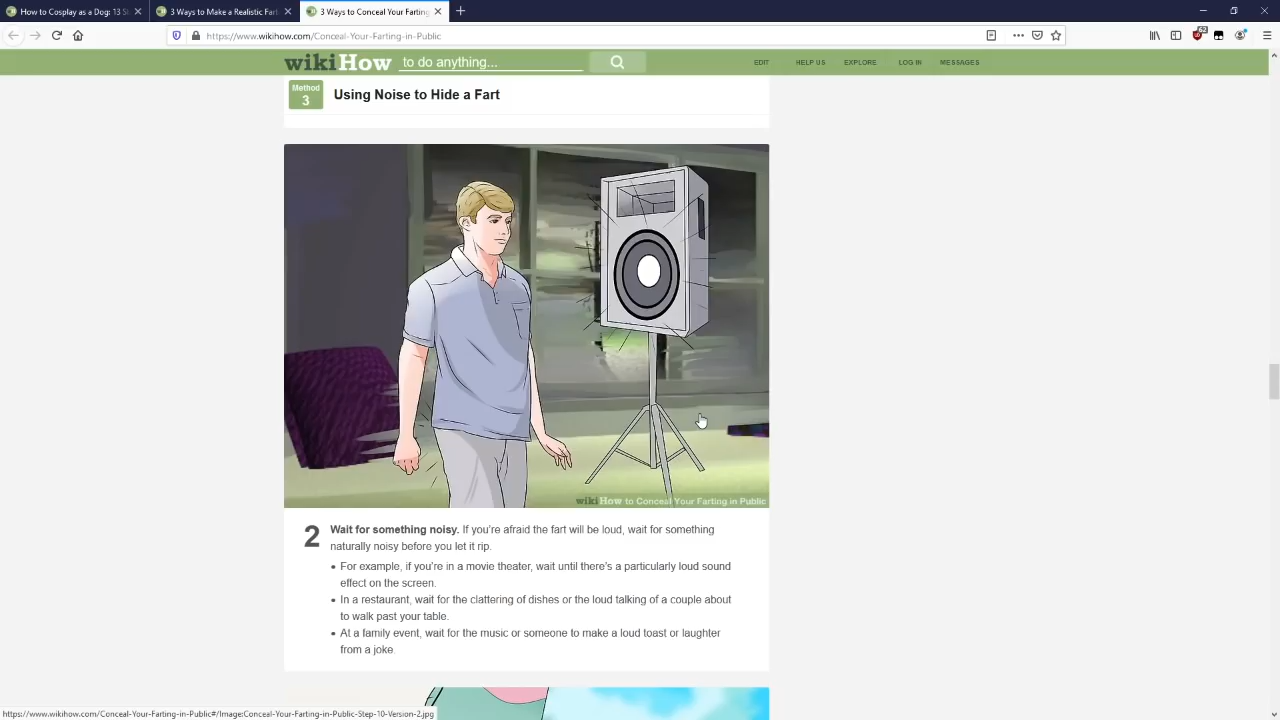 How to Cosplay as a Dog: 13 St
3 Ways to Make a Realistic Fart
3 Ways to Conceal Your Farting
https://www.wikihow.com/Conceal-Your-Farting-in-Public
wikiHow to do anything...
EDIT HELP US EXPLORE LOG IN MESSAGES
Method
3
Using Noise to Hide a Fart
wikiHow to Conceal Your Farting in Public
2
Wait for something noisy. If you're afraid the fart will be loud, wait for something
naturally noisy before you let it rip.
• For example, if you're in a movie theater, wait until there's a particularly loud sound
effect on the screen.
• In a restaurant, wait for the clattering of dishes or the loud talking of a couple about
to walk past your table.
• At a family event, wait for the music or someone to make a loud toast or laughter
from a joke.
https://www.wikihow.com/Conceal-Your-Farting-in-Public#/Image:Conceal-Your-Farting-in-Public-Step-10-Version-2.jpg